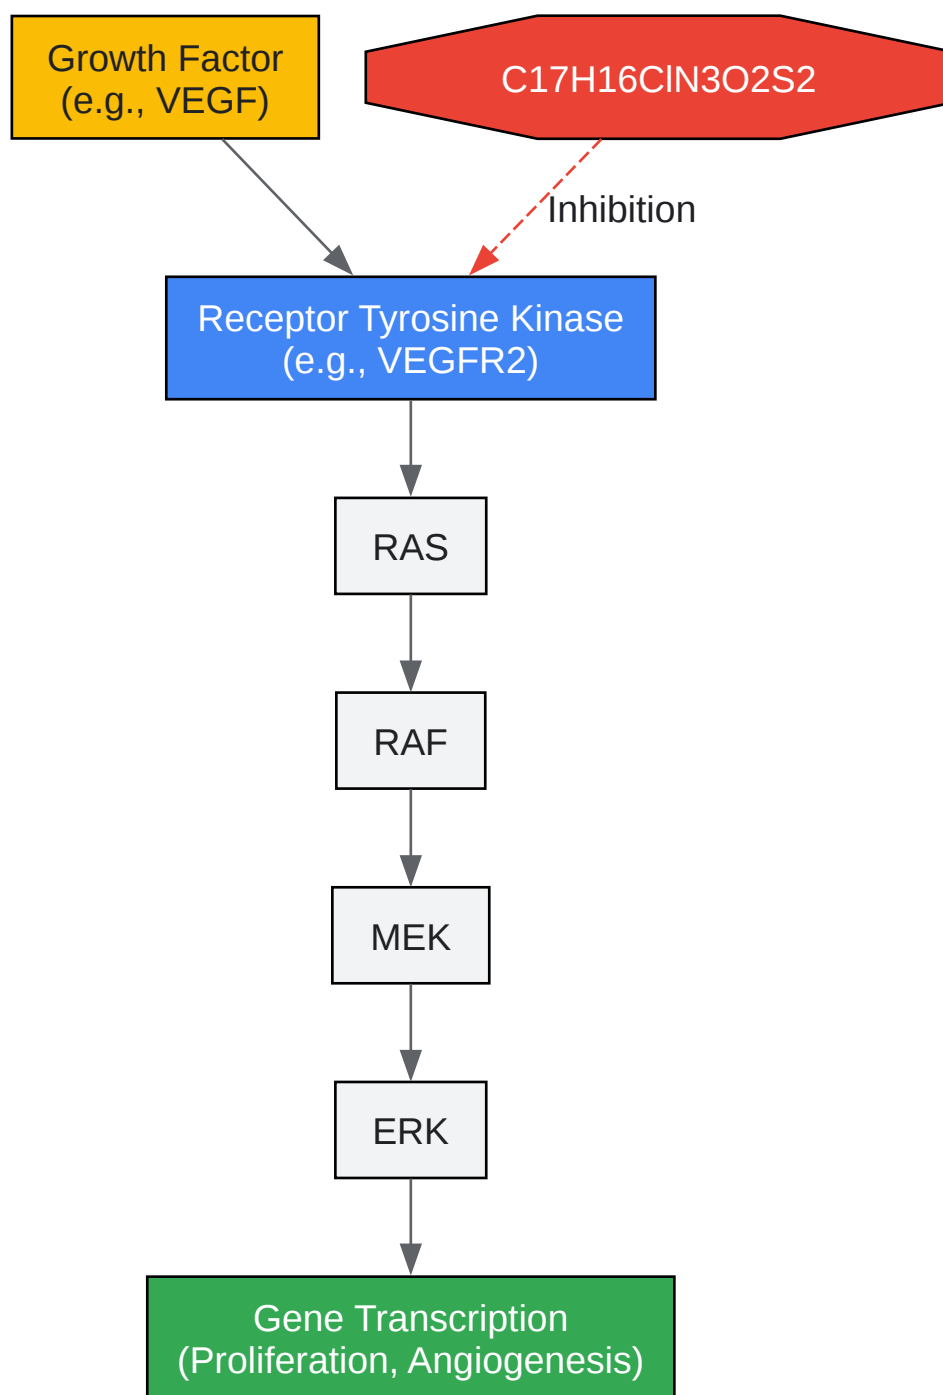 Growth Factor
(e.g., VEGF)
C17H16ClN3O2S2
Inhibition
Receptor Tyrosine Kinase
(e.g., VEGFR2)
RAS
RAF
MEK
ERK
Gene Transcription
(Proliferation, Angiogenesis)